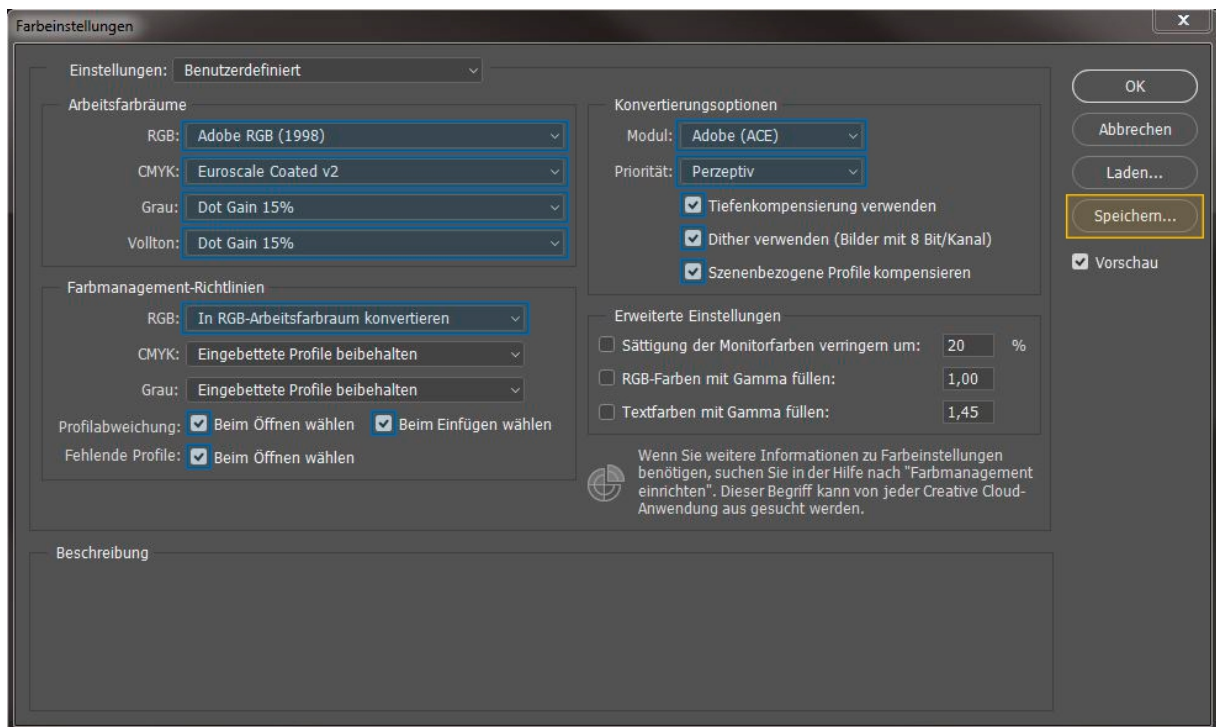 Farbeinstellungen
x
Einstellungen: Benutzerdefiniert
Arbeitsfarbräume
RGB: Adobe RGB (1998)
CMYK: Euroscale Coated v2
Grau: Dot Gain 15%
Vollton: Dot Gain 15%
Farbmanagement-Richtlinien
RGB: In RGB-Arbeitsfarbraum konvertieren
CMYK: Eingebettete Profile beibehalten
Grau: Eingebettete Profile beibehalten
Profilabweichung: Beim Öffnen wählen Beim Einfügen wählen
Fehlende Profile: Beim Öffnen wählen
Konvertierungsoptionen
Modul: Adobe (ACE)
Priorität: Perzeptiv
Tiefenkompensierung verwenden
Dither verwenden (Bilder mit 8 Bit/Kanal)
Szenenbezogene Profile kompensieren
Erweiterte Einstellungen
Sättigung der Monitorfarben verringern um: 20 %
RGB-Farben mit Gamma füllen: 1,00
Textfarben mit Gamma füllen: 1,45
Wenn Sie weitere Informationen zu Farbeinstellungen
benötigen, suchen Sie in der Hilfe nach "Farbmanagement
einrichten". Dieser Begriff kann von jeder Creative Cloud-
Anwendung aus gesucht werden.
OK
Abbrechen
Laden...
Speichern...
Vorschau
Beschreibung